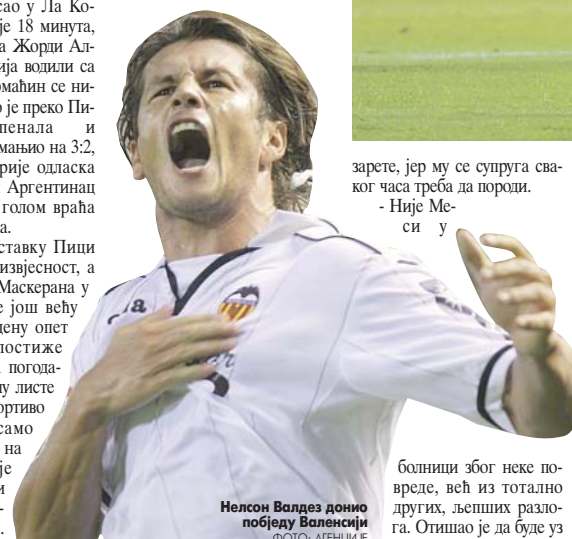 сао у Ла Ко-
је 18 минута,
а Жорди Ал-
ија водили са
омаћин се ни-
о је преко Пи-
пенала и
мањио на 3:2,
рије одласка
Аргентинац
голом враћа
а.
ставку Пици
извјесност, а
Маскерана у
е још већу
цену опет
постиже
погода-
у листе
ортиво
само
на
је
и
-
.
Нелсон Валдез донио
побједу Валенсији
ФОТО: АГЕНЦИЈЕ
зарете, јер му се супруга сва-
ког часа треба да породи.
- Није Ме-
си у
болници због неке по-
вреде, већ из тотално
других, љепших разло-
га. Отишао је да буде уз